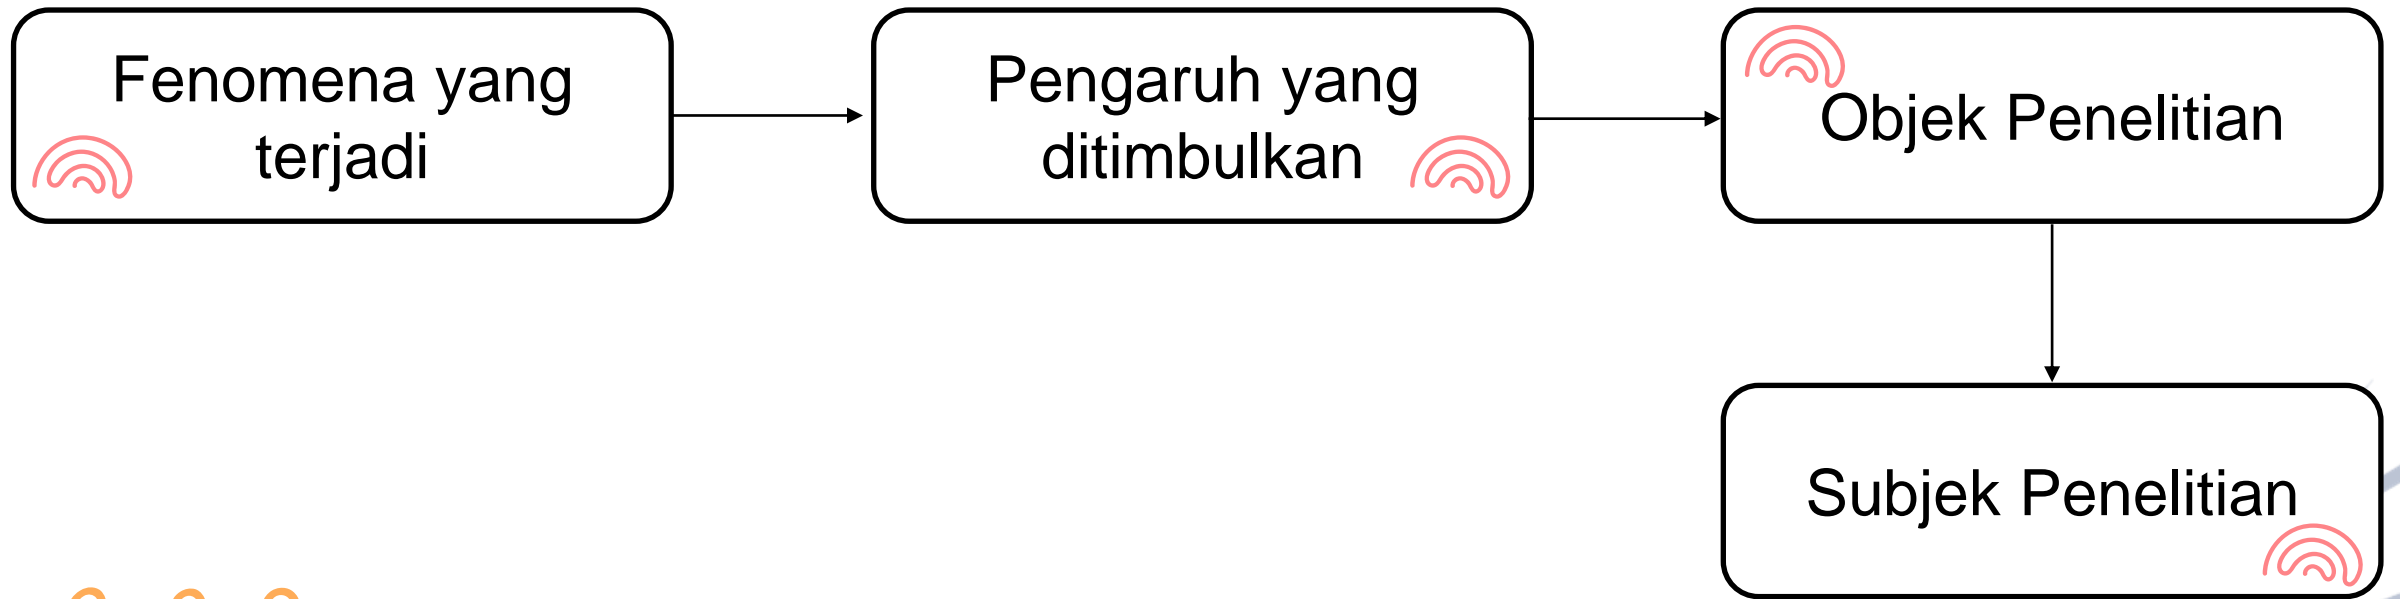 Fenomena yang
terjadi
Pengaruh yang
ditimbulkan
Objek Penelitian
Subjek Penelitian